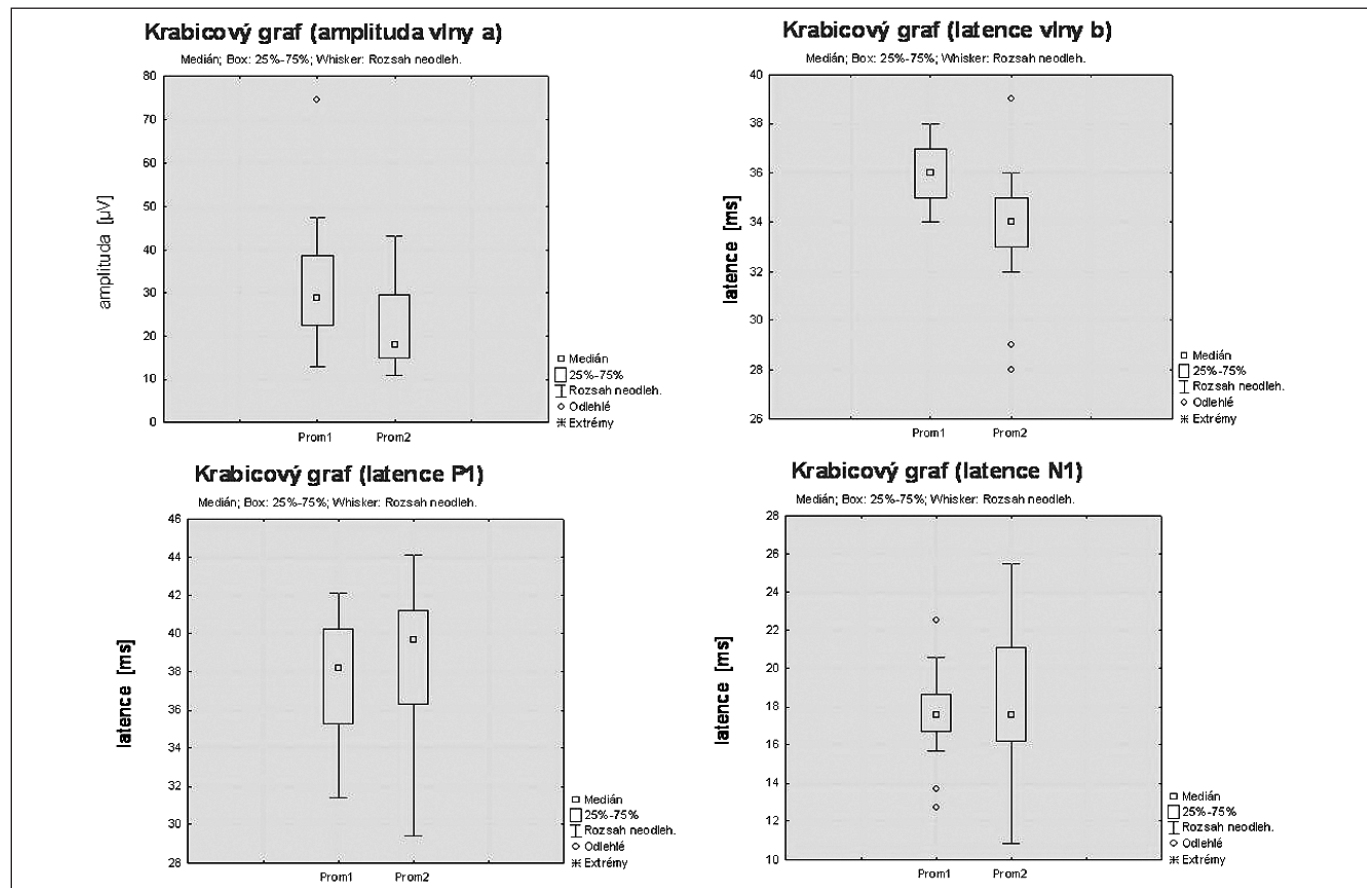 Krabicový graf (amplituda vlny a)
Medián; Box: 25%-75%; Whisker: Rozsah neodleh.
80
70
60
50
40
30
20
10
0
amplituda [µV]
Prom1 Prom2
Medián
25%-75%
Rozsah neodleh.
Odlehlé
Extrémy
Krabicový graf (latence vlny b)
Medián; Box: 25%-75%; Whisker: Rozsah neodleh.
40
38
36
34
32
30
28
26
latence [ms]
Prom1 Prom2
Medián
25%-75%
Rozsah neodleh.
Odlehlé
Extrémy
Krabicový graf (latence P1)
Medián; Box: 25%-75%; Whisker: Rozsah neodleh.
46
44
42
40
38
36
34
32
30
28
latence [ms]
Prom1 Prom2
Medián
25%-75%
Rozsah neodleh.
Odlehlé
Extrémy
Krabicový graf (latence N1)
Medián; Box: 25%-75%; Whisker: Rozsah neodleh.
28
26
24
22
20
18
16
14
12
10
latence [ms]
Prom1 Prom2
Medián
25%-75%
Rozsah neodleh.
Odlehlé
Extrémy